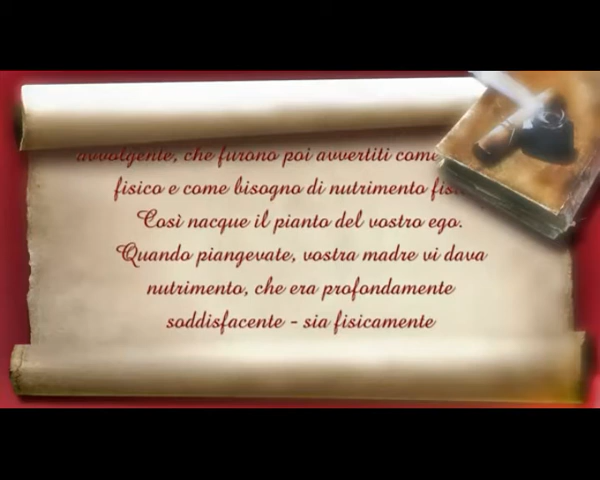 avvolgente, che furono poi avvertiti come
fisico e come bisogno di nutrimento
Così nacque il pianto del vostro ego.
Quando piangevate, vostra madre vi dava
nutrimento, che era profondamente
soddisfacente - sia fisicamente